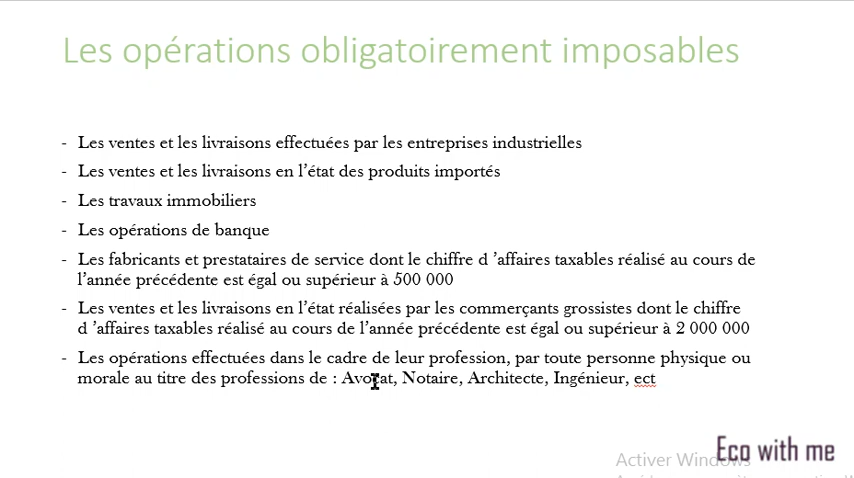 Les opérations obligatoirement imposables
- Les ventes et les livraisons effectuées par les entreprises industrielles
- Les ventes et les livraisons en l’état des produits importés
- Les travaux immobiliers
- Les opérations de banque
- Les fabricants et prestataires de service dont le chiffre d ’affaires taxables réalisé au cours de
l’année précédente est égal ou supérieur à 500 000
- Les ventes et les livraisons en l’état réalisées par les commerçants grossistes dont le chiffre
d ’affaires taxables réalisé au cours de l’année précédente est égal ou supérieur à 2 000 000
- Les opérations effectuées dans le cadre de leur profession, par toute personne physique ou
morale au titre des professions de : Avocat, Notaire, Architecte, Ingénieur, ect
Eco with me
Activer Windows